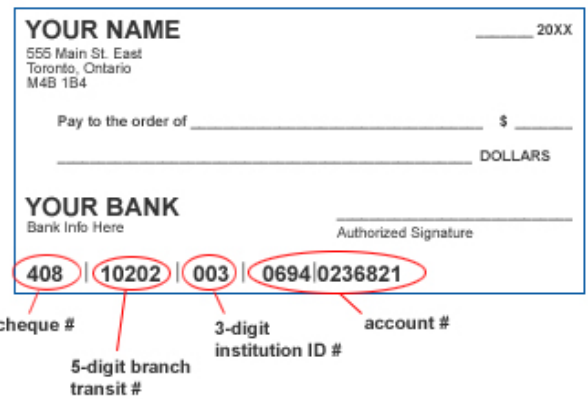 YOUR NAME
20XX
555 Main St. East
Toronto, Ontario
M4B 1B4
Pay to the order of $
DOLLARS
YOUR BANK
Bank Info Here
Authorized Signature
408 | 10202 | 003 | 0694|0236821
cheque #
5-digit branch
transit #
3-digit
institution ID #
account #